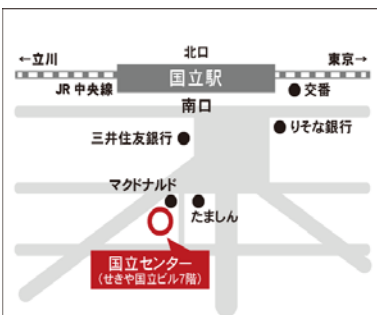 ←立川
北口
東京→
国立駅
JR 中央線
交番
南口
りそな銀行
三井住友銀行
マクドナルド
たましん
国立センター
(せきや国立ビル7階)